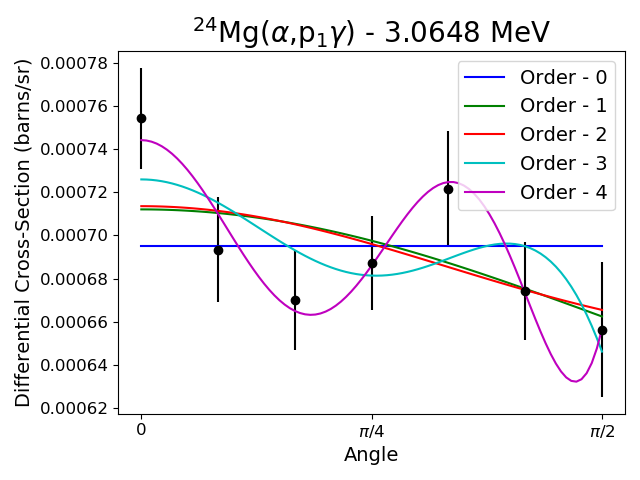 ²⁴Mg(α,p₁γ) - 3.0648 MeV
Differential Cross-Section (barns/sr)
0.00078
0.00076
0.00074
0.00072
0.00070
0.00068
0.00066
0.00064
0.00062
Order - 0
Order - 1
Order - 2
Order - 3
Order - 4
0 π/4 π/2
Angle